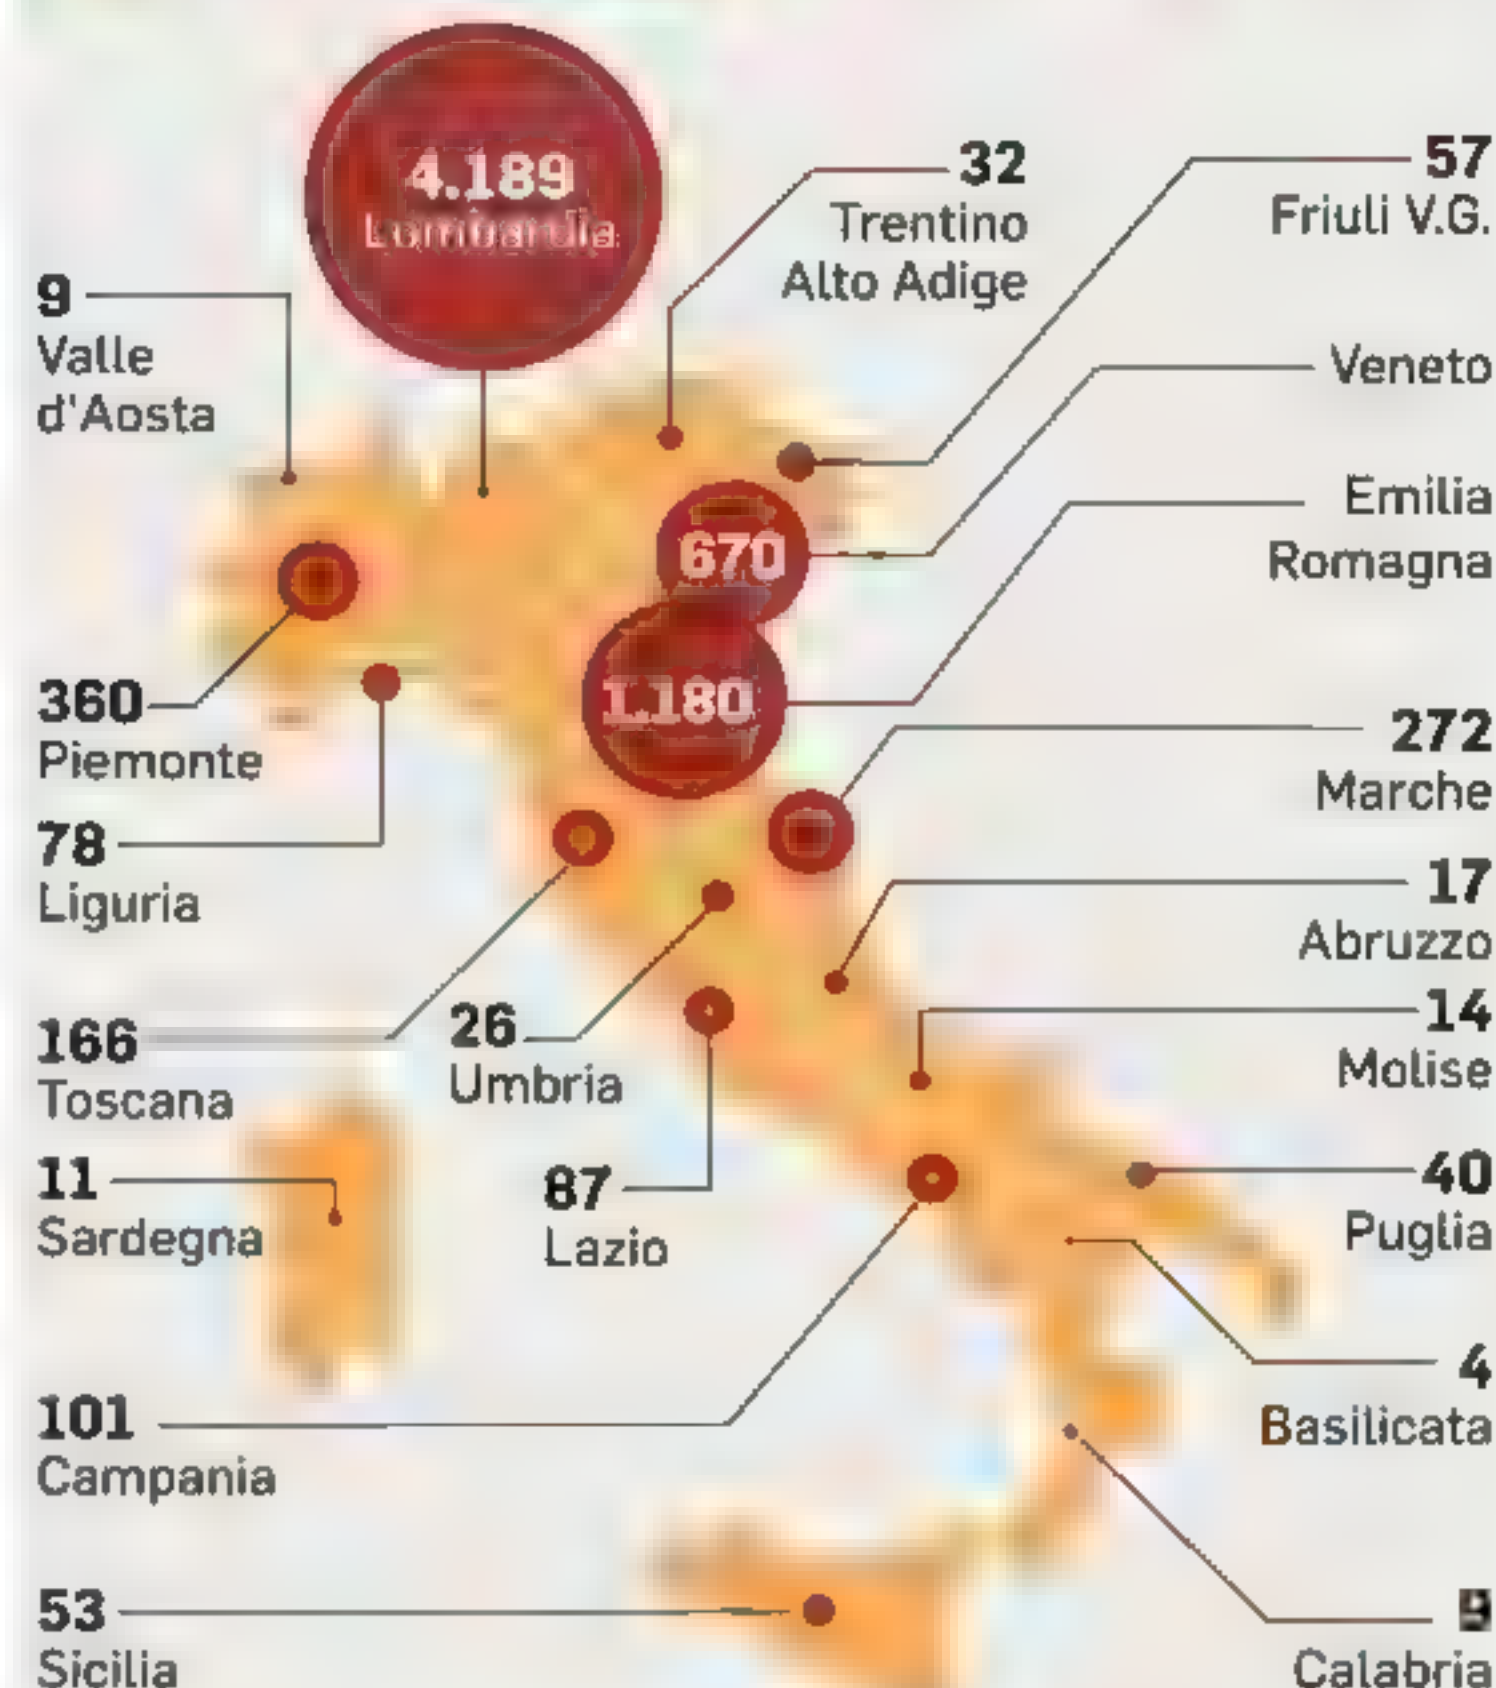 4.189
Lombardia
32
Trentino
Alto Adige
57
Friuli V.G.
9
Valle
d'Aosta
Veneto
670
Emilia
Romagna
1.180
360
Piemonte
272
Marche
78
Liguria
17
Abruzzo
166
Toscana
26
Umbria
14
Molise
11
Sardegna
87
Lazio
40
Puglia
4
Basilicata
101
Campania
53
Sicilia
Calabria